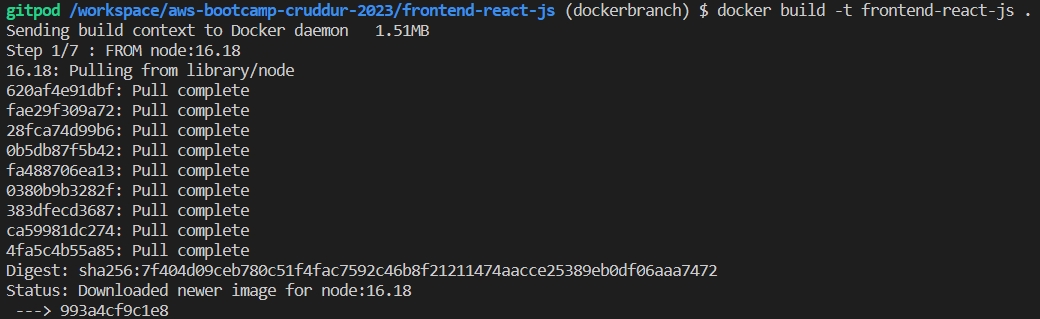 gitpod /workspace/aws-bootcamp-cruddur-2023/frontend-react-js (dockerbranch) $ docker build -t frontend-react-js .
Sending build context to Docker daemon   1.51MB
Step 1/7 : FROM node:16.18
16.18: Pulling from library/node
620af4e91dbf: Pull complete
fae29f309a72: Pull complete
28fca74d99b6: Pull complete
0b5db87f5b42: Pull complete
fa488706ea13: Pull complete
0380b9b3282f: Pull complete
383dfecd3687: Pull complete
ca59981dc274: Pull complete
4fa5c4b55a85: Pull complete
Digest: sha256:7f404d09ceb780c51f4fac7592c46b8f21211474aacce25389eb0df06aaa7472
Status: Downloaded newer image for node:16.18
 ---> 993a4cf9c1e8